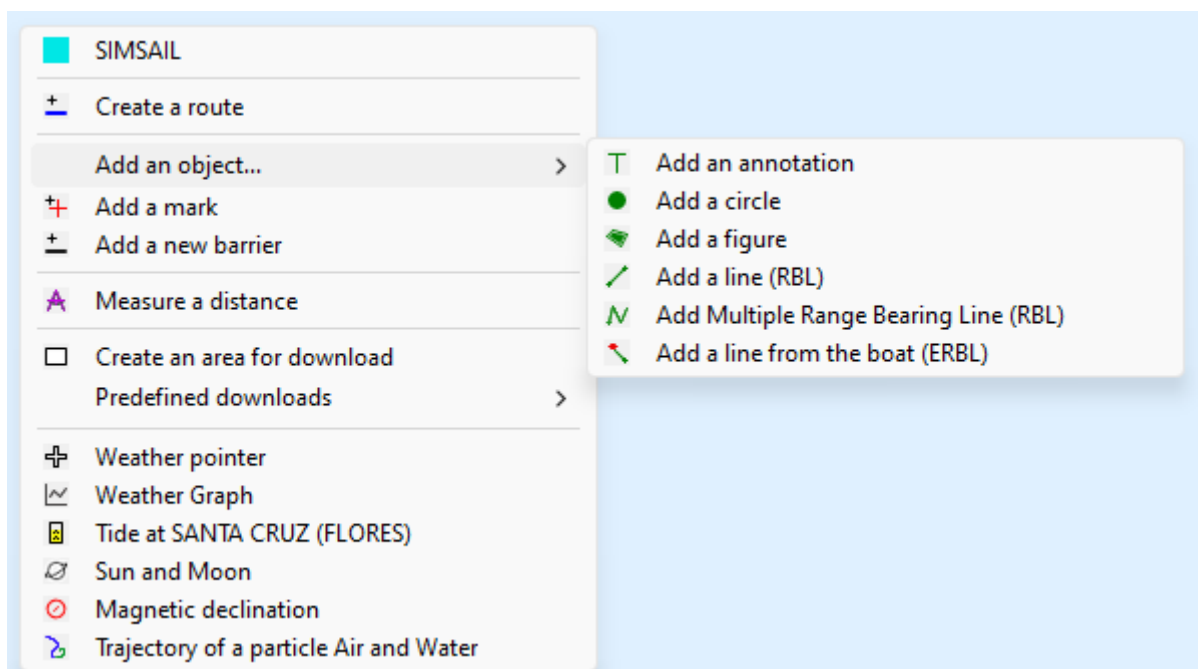 SIMSAIL
Create a route
Add an object...
Add a mark
Add a new barrier
Measure a distance
Create an area for download
Predefined downloads
Weather pointer
Weather Graph
Tide at SANTA CRUZ (FLORES)
Sun and Moon
Magnetic declination
Trajectory of a particle Air and Water
Add an annotation
Add a circle
Add a figure
Add a line (RBL)
Add Multiple Range Bearing Line (RBL)
Add a line from the boat (ERBL)